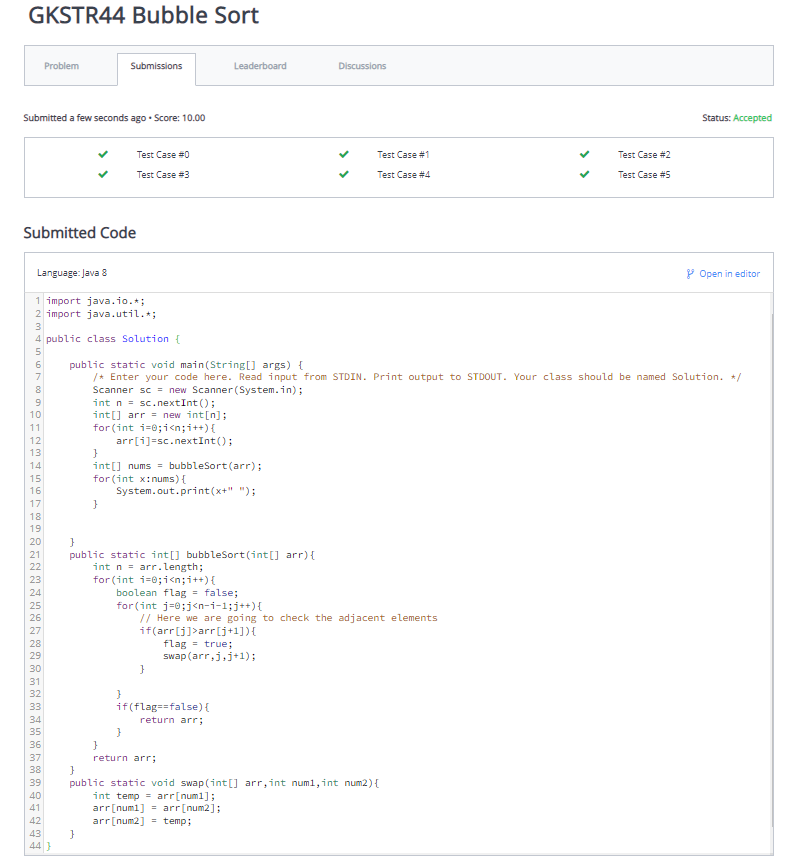 GKSTR44 Bubble Sort
Problem Submissions Leaderboard Discussions
Submitted a few seconds ago • Score: 10.00 Status: Accepted
Test Case #0 Test Case #1 Test Case #2
Test Case #3 Test Case #4 Test Case #5
Submitted Code
Language: Java 8 Open in editor
1 import java.io.*;
2 import java.util.*;
3
4 public class Solution {
5
6     public static void main(String[] args) {
7         /* Enter your code here. Read input from STDIN. Print output to STDOUT. Your class should be named Solution. */
8         Scanner sc = new Scanner(System.in);
9         int n = sc.nextInt();
10         int[] arr = new int[n];
11         for(int i=0;i<n;i++){
12             arr[i]=sc.nextInt();
13         }
14         int[] nums = bubbleSort(arr);
15         for(int x:nums){
16             System.out.print(x+" ");
17         }
18
19
20     }
21     public static int[] bubbleSort(int[] arr){
22         int n = arr.length;
23         for(int i=0;i<n;i++){
24             boolean flag = false;
25             for(int j=0;j<n-i-1;j++){
26                 // Here we are going to check the adjacent elements
27                 if(arr[j]>arr[j+1]){
28                     flag = true;
29                     swap(arr,j,j+1);
30                 }
31
32             }
33             if(flag==false){
34                 return arr;
35             }
36         }
37         return arr;
38     }
39     public static void swap(int[] arr,int num1,int num2){
40         int temp = arr[num1];
41         arr[num1] = arr[num2];
42         arr[num2] = temp;
43     }
44 }